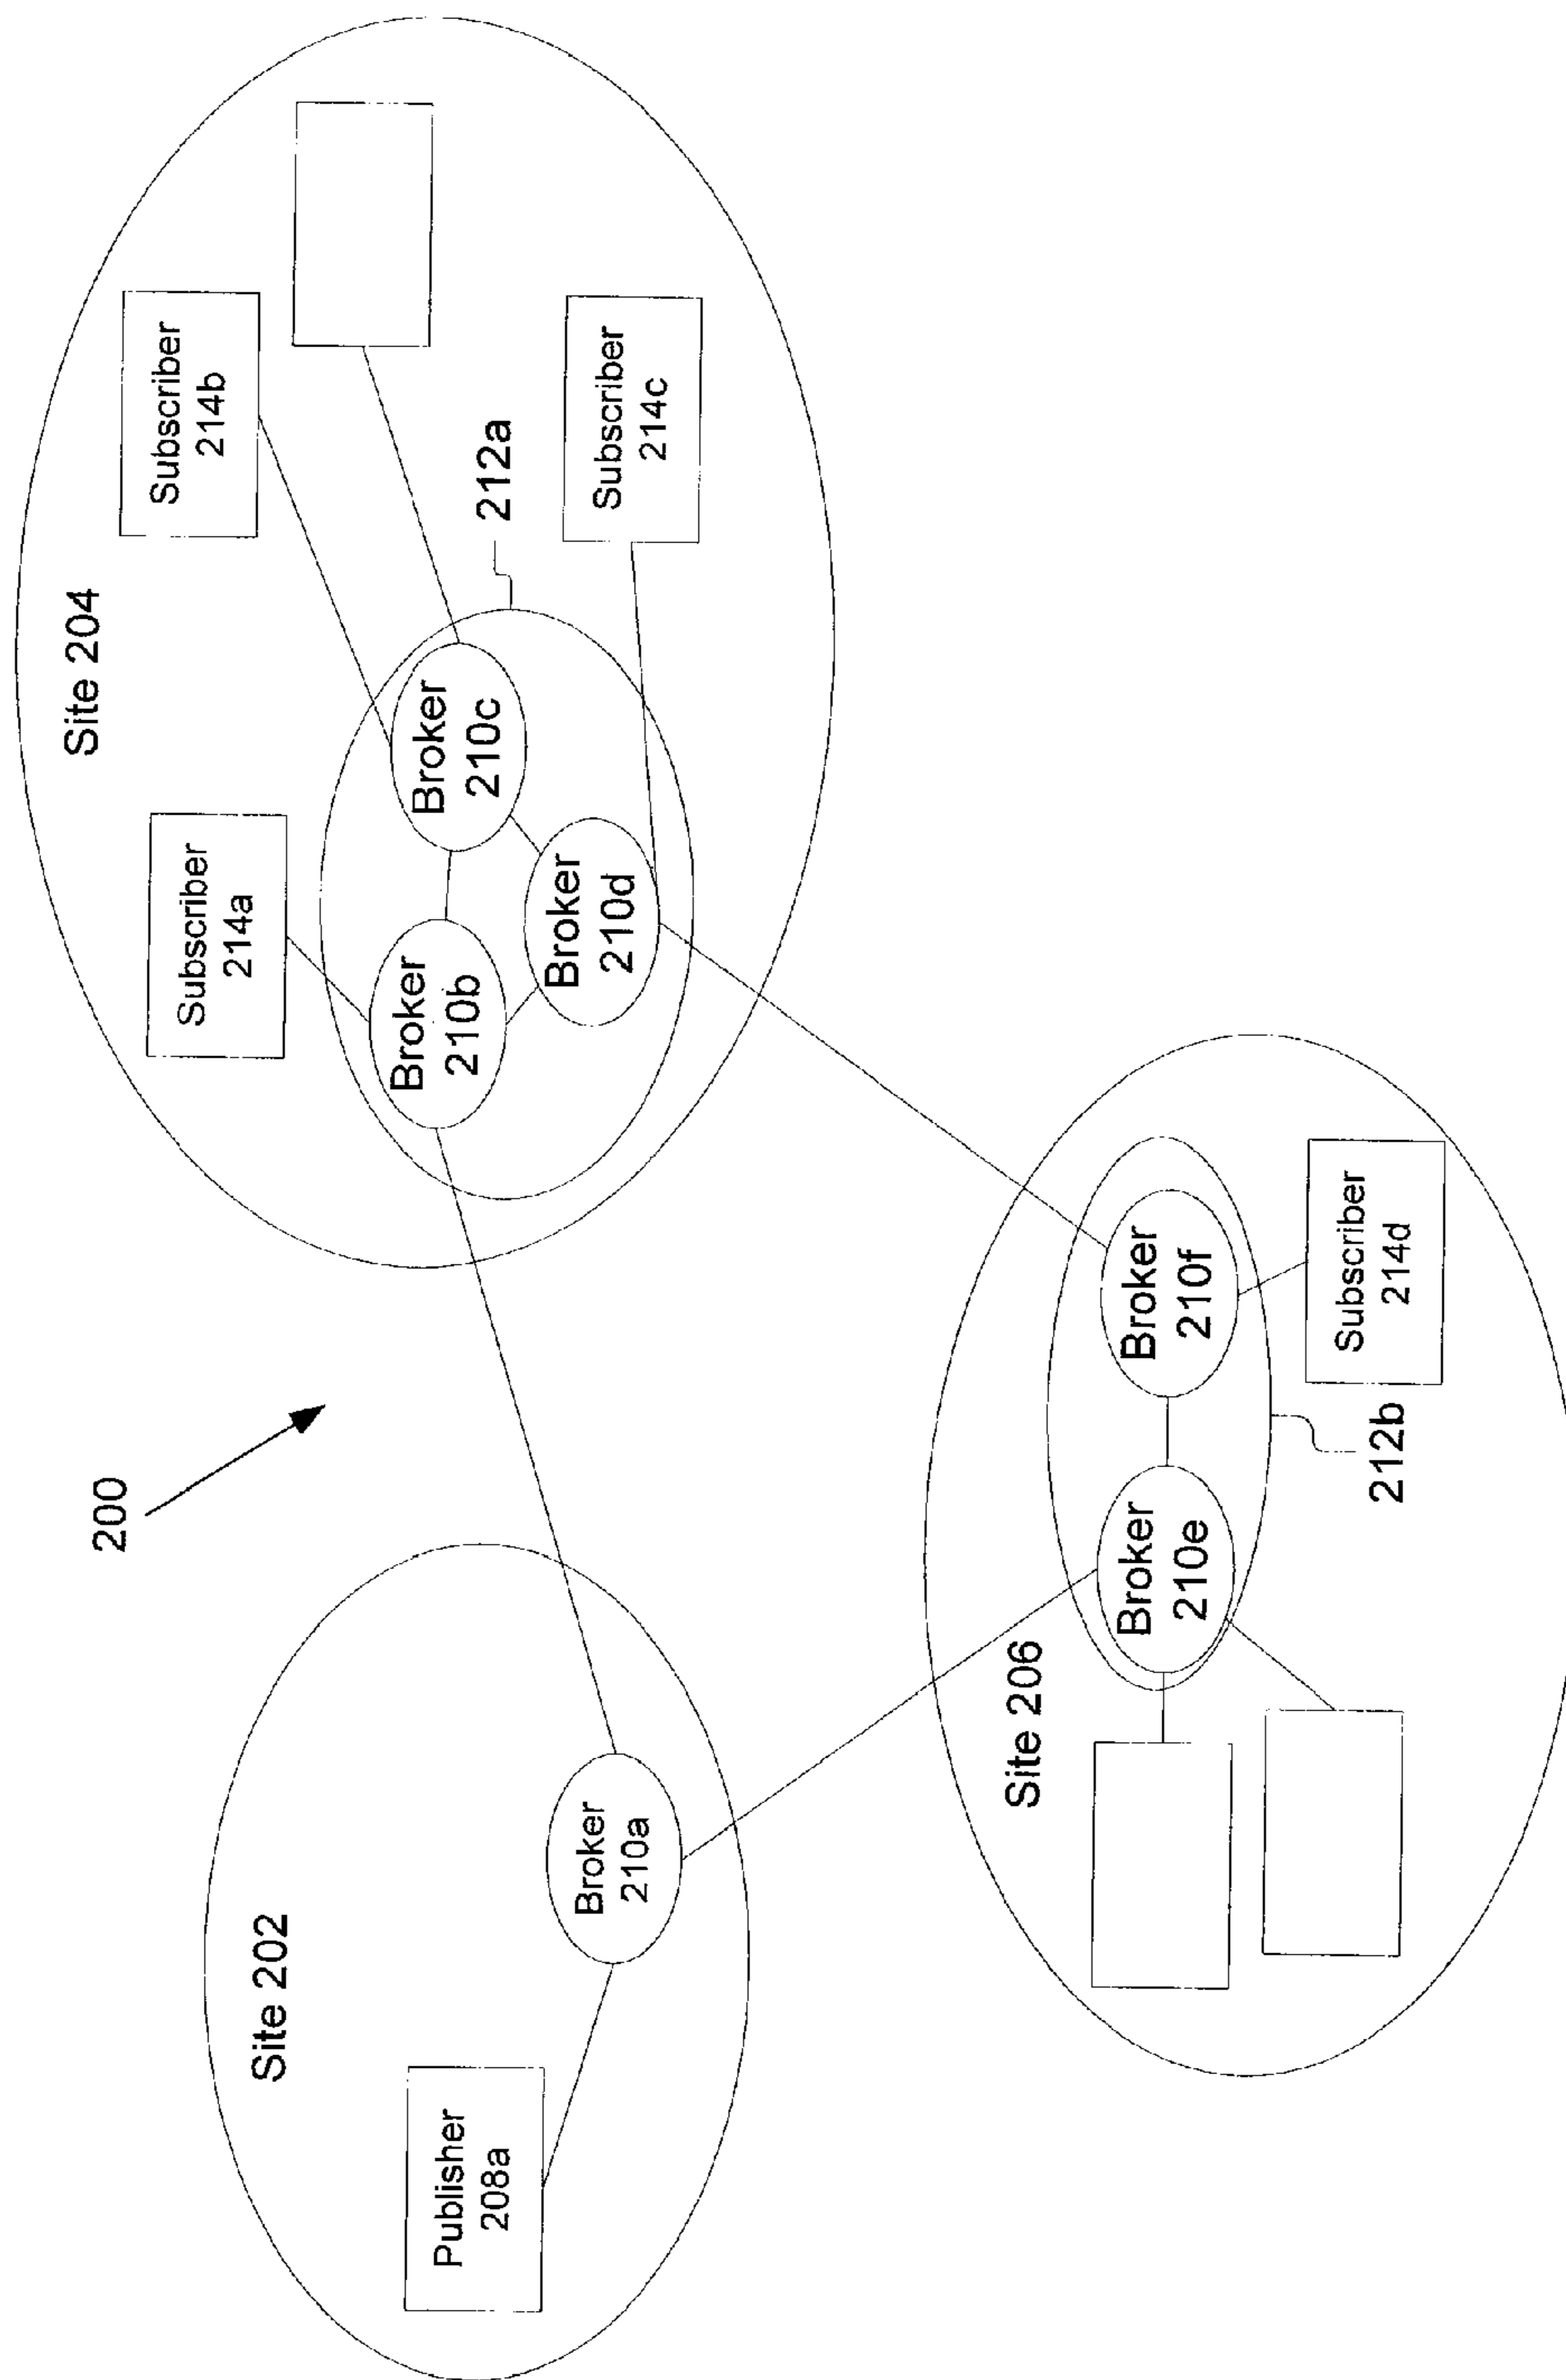 200
Site 202
Publisher
208a
Broker
210a
Site 204
Subscriber
214a
Subscriber
214b
Broker
210b
Broker
210c
Broker
210d
212a
Subscriber
214c
Site 206
Broker
210e
Broker
210f
212b
Subscriber
214d